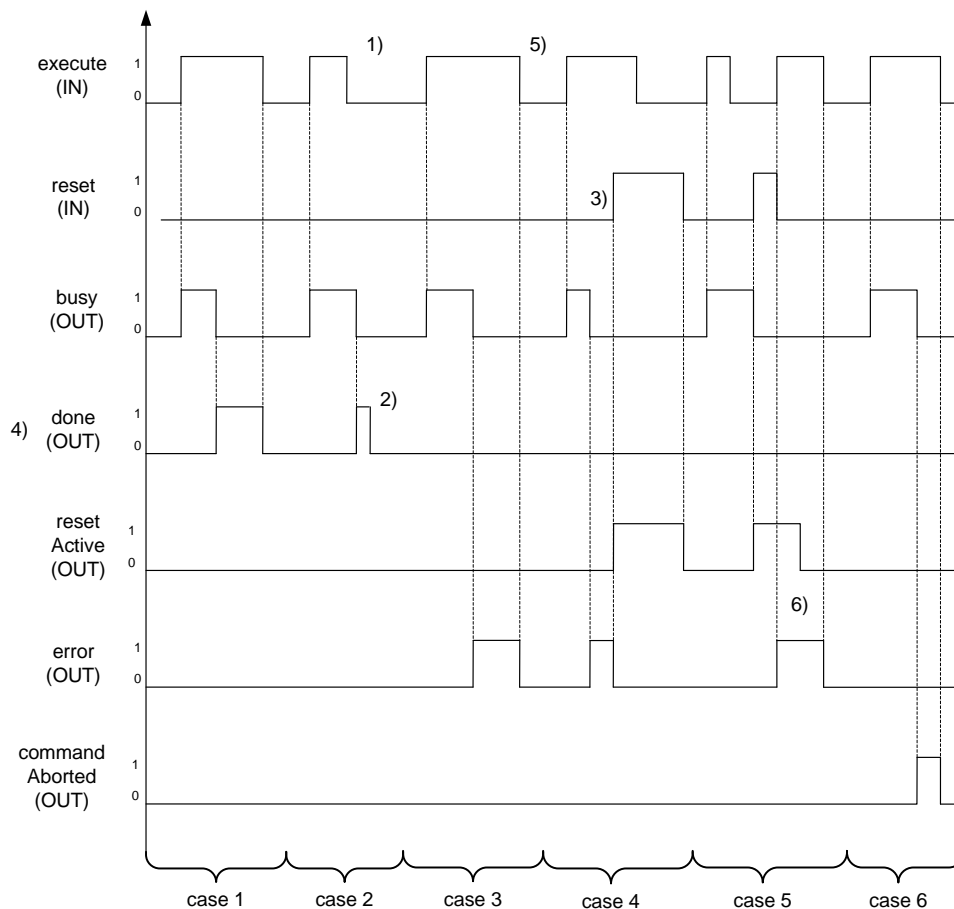 1)
5)
execute
(IN)
1
0
reset
(IN)
1
0
3)
busy
(OUT)
1
0
4)
done
(OUT)
1
0
2)
reset
Active
(OUT)
1
0
6)
error
(OUT)
1
0
command
Aborted
(OUT)
1
0
case 1
case 2
case 3
case 4
case 5
case 6